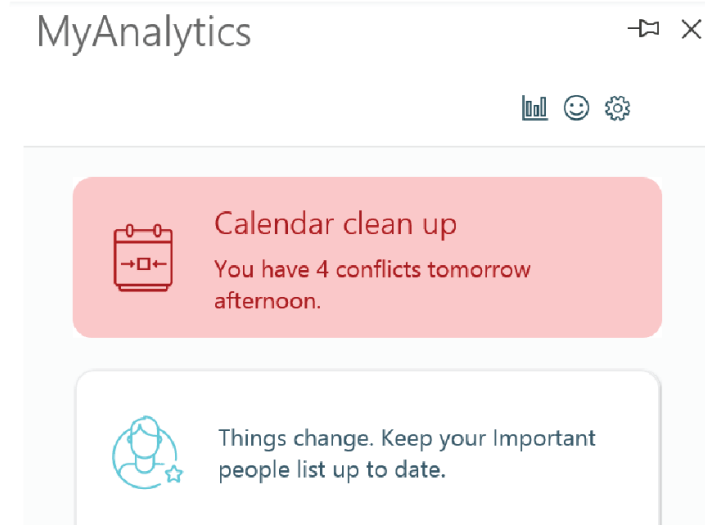 MyAnalytics
Calendar clean up
You have 4 conflicts tomorrow
afternoon.
Things change. Keep your Important
people list up to date.